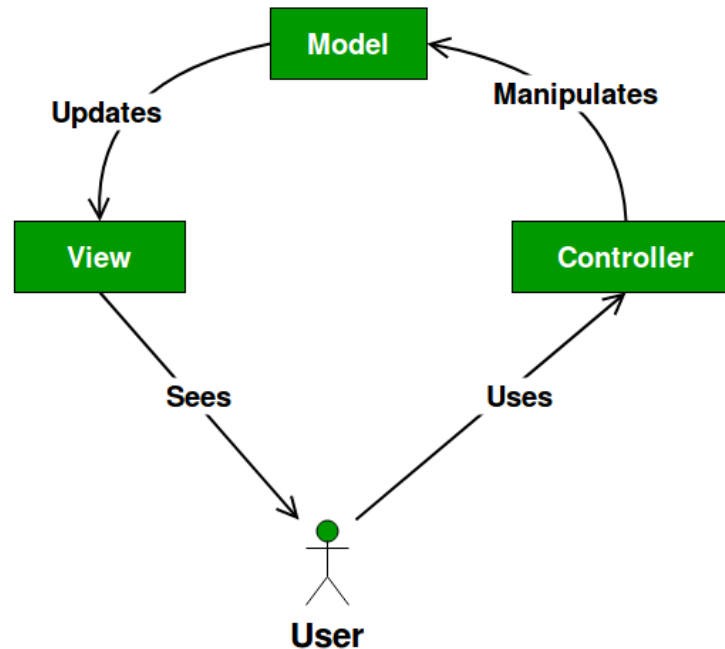 Model
Updates
Manipulates
View
Controller
Sees
Uses
User